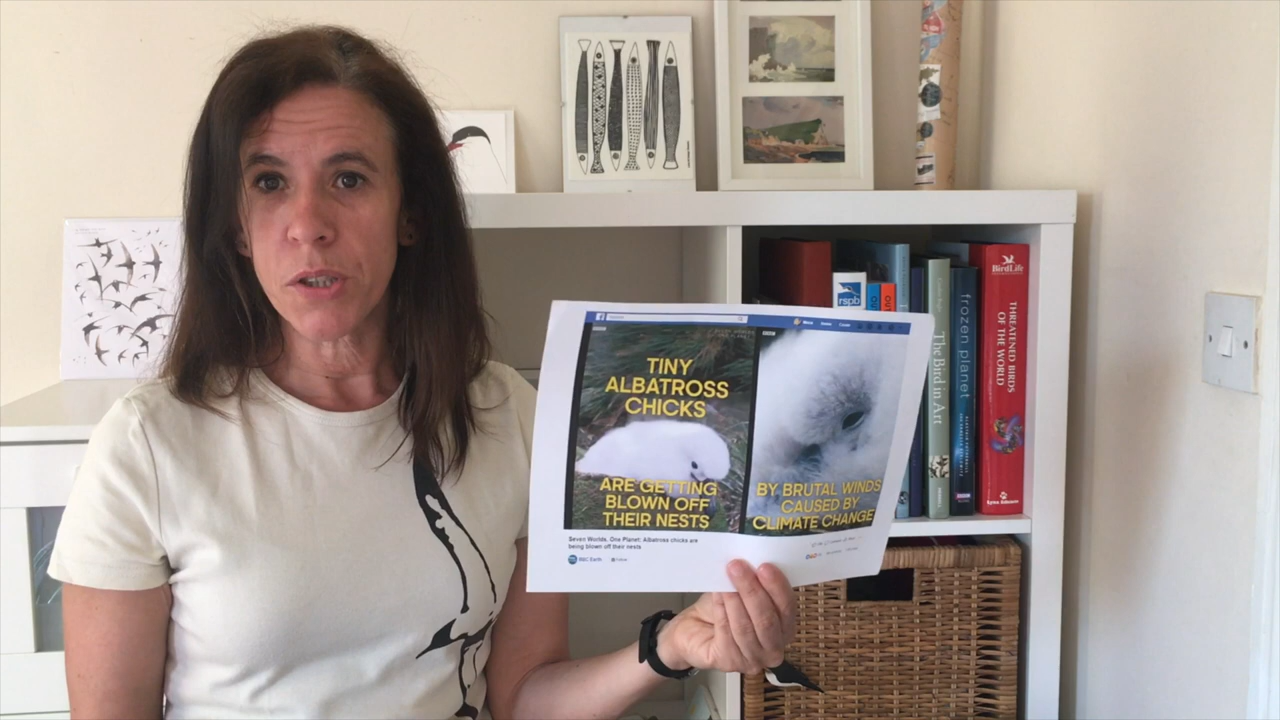 TINY
ALBATROSS
CHICKS
ARE GETTING
BLOWN OFF
THEIR NESTS
BY BRUTAL WINDS
CAUSED BY
CLIMATE CHANGE
Seven Worlds, One Planet: Albatross chicks are
being blown off their nests
BBC Earth
rspb
The Bird in Art
frozen planet
BirdLife
THREATENED BIRDS
OF THE WORLD
Lynx Edicions